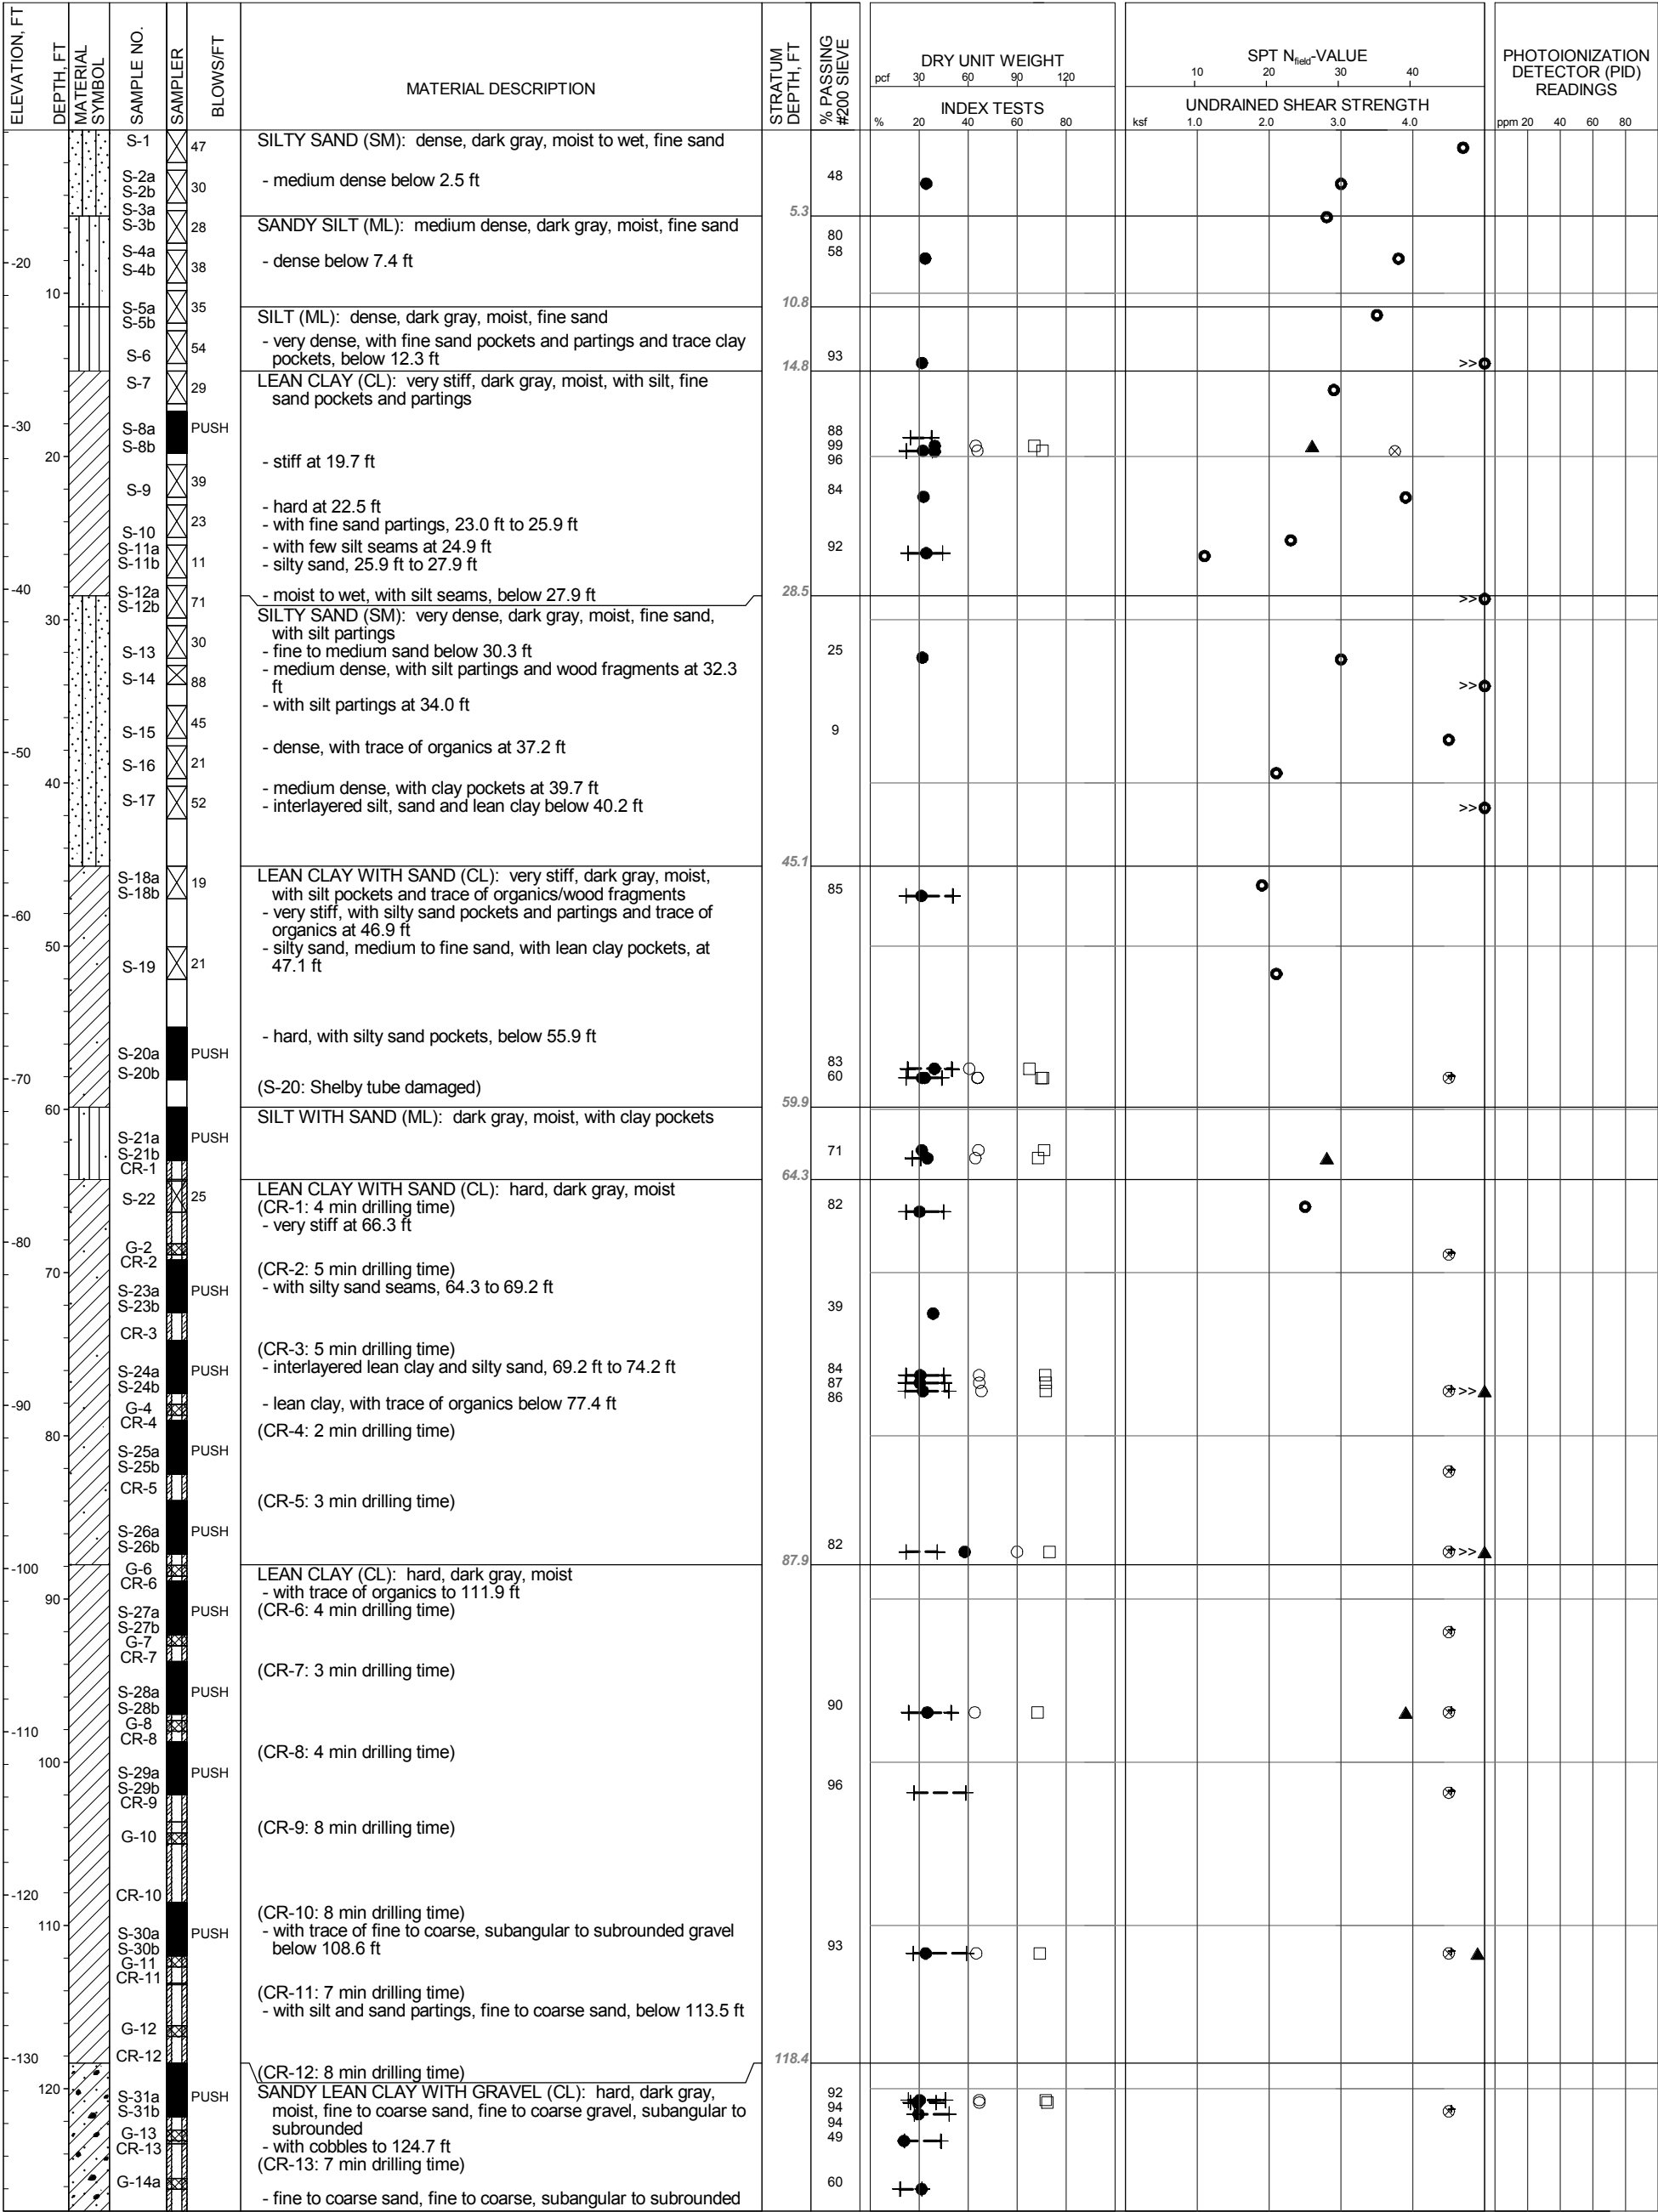 ELEVATION, FT
DEPTH, FT
MATERIAL
SYMBOL
SAMPLE NO.
SAMPLER
BLOWS/FT
MATERIAL DESCRIPTION
STRATUM
DEPTH, FT
% PASSING
#200 SIEVE
DRY UNIT WEIGHT
pcf 30 60 90 120
INDEX TESTS
% 20 40 60 80
SPT Nfield-VALUE
10 20 30 40
UNDRAINED SHEAR STRENGTH
ksf 1.0 2.0 3.0 4.0
PHOTOIONIZATION
DETECTOR (PID)
READINGS
ppm 20 40 60 80
S-1 47 SILTY SAND (SM): dense, dark gray, moist to wet, fine sand
S-2a
S-2b 30 - medium dense below 2.5 ft 48
S-3a 5.3
S-3b 28 SANDY SILT (ML): medium dense, dark gray, moist, fine sand 80
S-4a 58
-20 S-4b 38 - dense below 7.4 ft
10 S-5a 35 10.8
S-5b SILT (ML): dense, dark gray, moist, fine sand
S-6 54 - very dense, with fine sand pockets and partings and trace clay
pockets, below 12.3 ft 14.8 93 >>
S-7 29 LEAN CLAY (CL): very stiff, dark gray, moist, with silt, fine
sand pockets and partings
-30 S-8a PUSH 88
S-8b 99
20 - stiff at 19.7 ft 96
S-9 39 84
- hard at 22.5 ft
S-10 23 - with fine sand partings, 23.0 ft to 25.9 ft
S-11a - with few silt seams at 24.9 ft 92
S-11b 11 - silty sand, 25.9 ft to 27.9 ft
-40 S-12a - moist to wet, with silt seams, below 27.9 ft 28.5
S-12b 71 >>
30 SILTY SAND (SM): very dense, dark gray, moist, fine sand,
with silt partings
S-13 30 - fine to medium sand below 30.3 ft 25
S-14 88 - medium dense, with silt partings and wood fragments at 32.3
ft >>
- with silt partings at 34.0 ft
S-15 45 9
-50 - dense, with trace of organics at 37.2 ft
S-16 21
40 - medium dense, with clay pockets at 39.7 ft
S-17 52 - interlayered silt, sand and lean clay below 40.2 ft >>
45.1
S-18a LEAN CLAY WITH SAND (CL): very stiff, dark gray, moist,
S-18b 19 with silt pockets and trace of organics/wood fragments 85
-60 - very stiff, with silty sand pockets and partings and trace of
organics at 46.9 ft
50 - silty sand, medium to fine sand, with lean clay pockets, at
S-19 21 47.1 ft
- hard, with silty sand pockets, below 55.9 ft
S-20a PUSH 83
-70 S-20b 60
(S-20: Shelby tube damaged)
60 59.9
SILT WITH SAND (ML): dark gray, moist, with clay pockets
S-21a PUSH
S-21b 71
CR-1 64.3
S-22 25 LEAN CLAY WITH SAND (CL): hard, dark gray, moist
(CR-1: 4 min drilling time) 82
- very stiff at 66.3 ft
-80 G-2
CR-2 (CR-2: 5 min drilling time)
70 - with silty sand seams, 64.3 to 69.2 ft
S-23a PUSH
S-23b 39
CR-3 (CR-3: 5 min drilling time)
S-24a PUSH - interlayered lean clay and silty sand, 69.2 ft to 74.2 ft 84
S-24b 87
-90 G-4 - lean clay, with trace of organics below 77.4 ft 86 >>
CR-4
80 (CR-4: 2 min drilling time)
S-25a PUSH
S-25b
CR-5 (CR-5: 3 min drilling time)
S-26a PUSH
S-26b 82 >>
-100 G-6 87.9
CR-6 LEAN CLAY (CL): hard, dark gray, moist
90 - with trace of organics to 111.9 ft
S-27a PUSH (CR-6: 4 min drilling time)
S-27b
G-7
CR-7 (CR-7: 3 min drilling time)
S-28a PUSH
S-28b 90
-110 G-8
CR-8 (CR-8: 4 min drilling time)
100 S-29a PUSH
S-29b 96
CR-9
G-10 (CR-9: 8 min drilling time)
-120 CR-10
110 (CR-10: 8 min drilling time)
S-30a PUSH - with trace of fine to coarse, subangular to subrounded gravel
S-30b below 108.6 ft 93
G-11
CR-11 (CR-11: 7 min drilling time)
- with silt and sand partings, fine to coarse sand, below 113.5 ft
G-12
-130 CR-12 118.4
(CR-12: 8 min drilling time)
120 S-31a PUSH SANDY LEAN CLAY WITH GRAVEL (CL): hard, dark gray, 92
S-31b moist, fine to coarse sand, fine to coarse gravel, subangular to 94
G-13 subrounded 94
CR-13 - with cobbles to 124.7 ft 49
(CR-13: 7 min drilling time)
G-14a 60
- fine to coarse sand, fine to coarse, subangular to subrounded